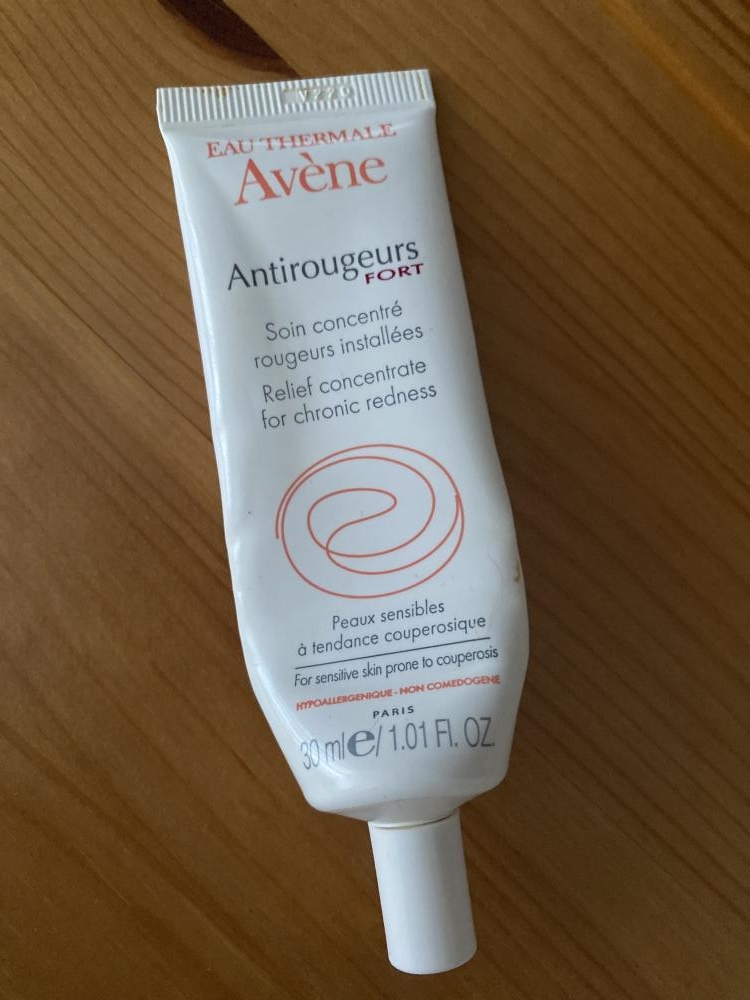 V220
EAU THERMALE
Avène
Antirougeurs
FORT
Soin concentré
rougeurs installées
Relief concentrate
for chronic redness
Peaux sensibles
à tendance couperosique
For sensitive skin prone to couperosis
HYPOALLERGENIQUE - NON COMEDOGENE
PARIS
30 ml e / 1.01 Fl. OZ.